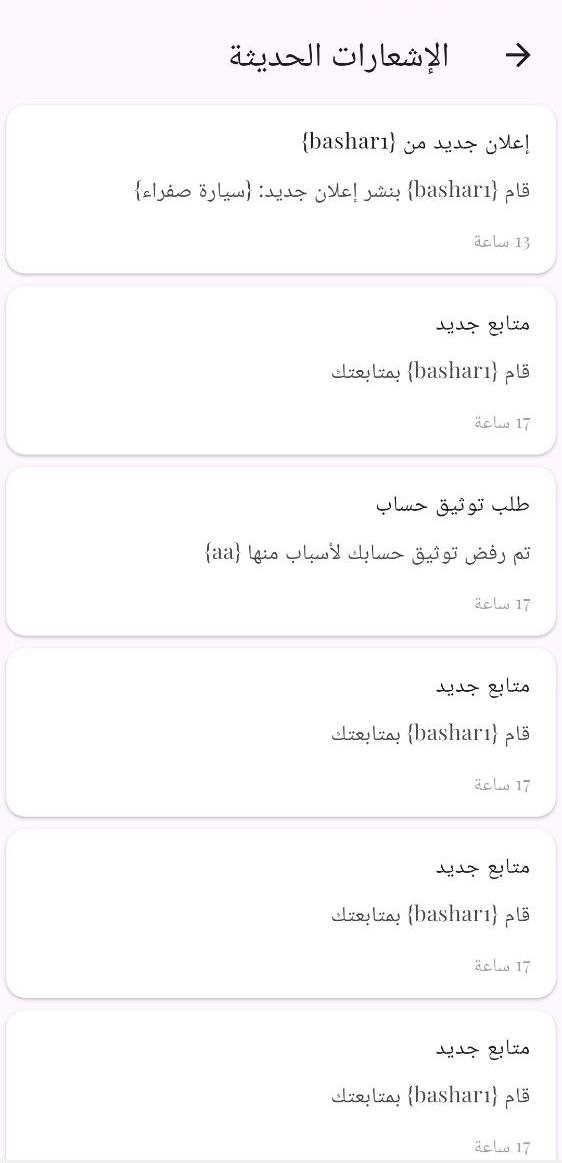 الإشعارات الحديثة
إعلان جديد من {bashar1}
قام {bashar1} بنشر إعلان جديد: {سيارة صفراء}
13 ساعة
متابع جديد
قام {bashar1} بمتابعتك
17 ساعة
طلب توثيق حساب
تم رفض توثيق حسابك لأسباب منها {aa}
17 ساعة
متابع جديد
قام {bashar1} بمتابعتك
17 ساعة
متابع جديد
قام {bashar1} بمتابعتك
17 ساعة
متابع جديد
قام {bashar1} بمتابعتك
17 ساعة